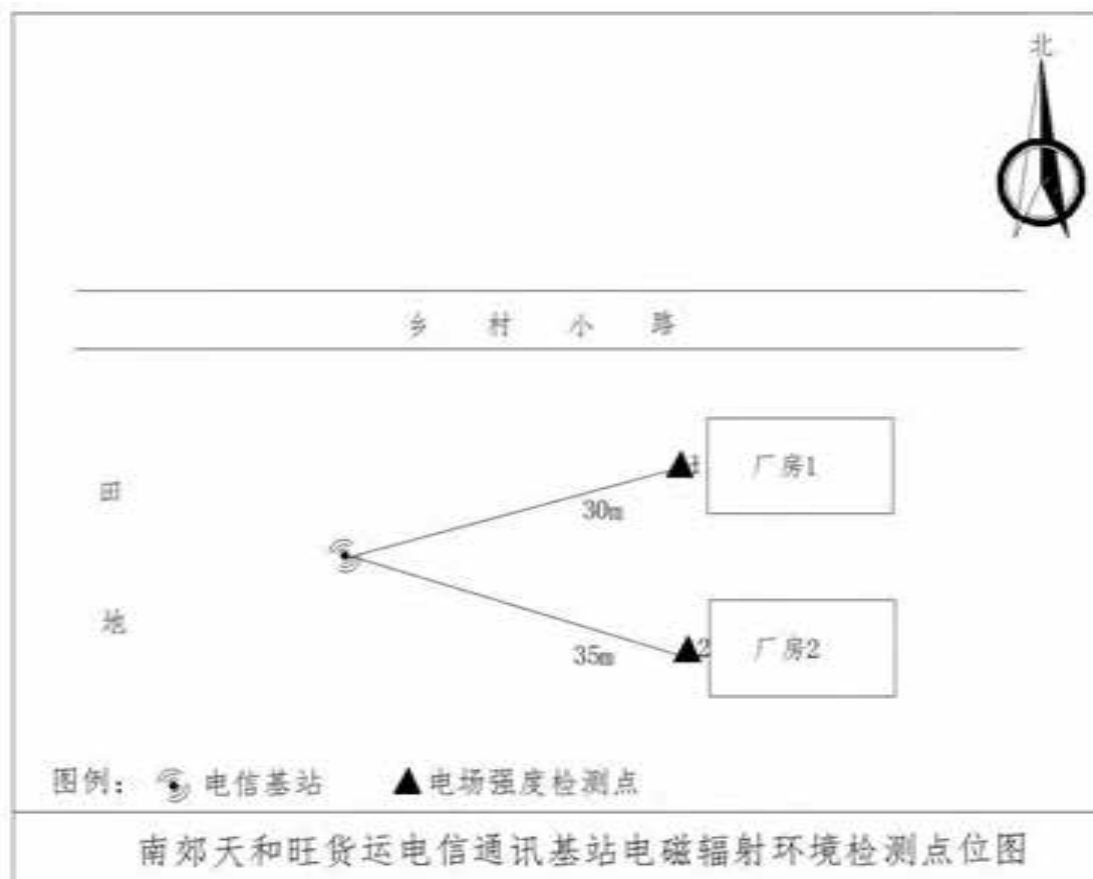 北
乡村小路
1
厂房1
30m
田
地
2
厂房2
35m
图例： 电信基站 ▲电场强度检测点
南郊天和旺货运电信通讯基站电磁辐射环境检测点位图